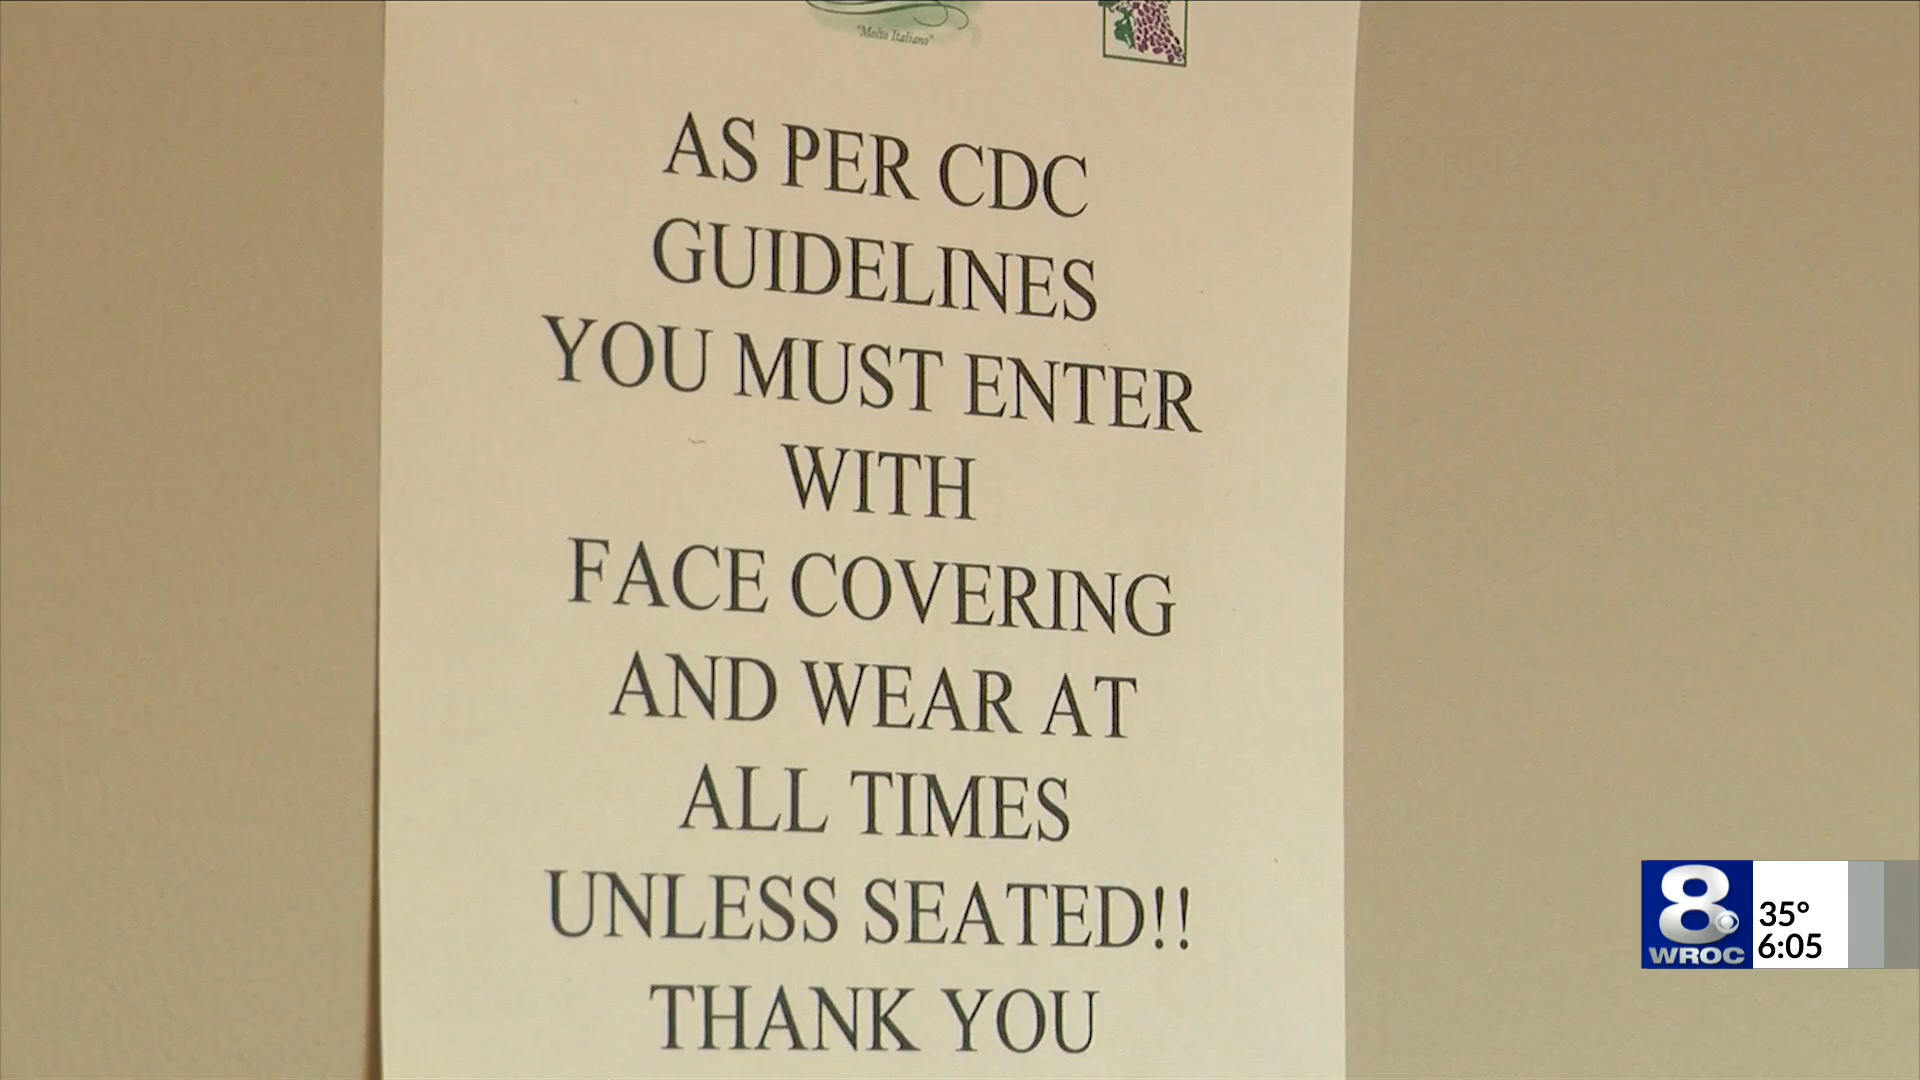 "Molto Italiano"
AS PER CDC
GUIDELINES
YOU MUST ENTER
WITH
FACE COVERING
AND WEAR AT
ALL TIMES
UNLESS SEATED!!
THANK YOU
8
WROC
35°
6:05